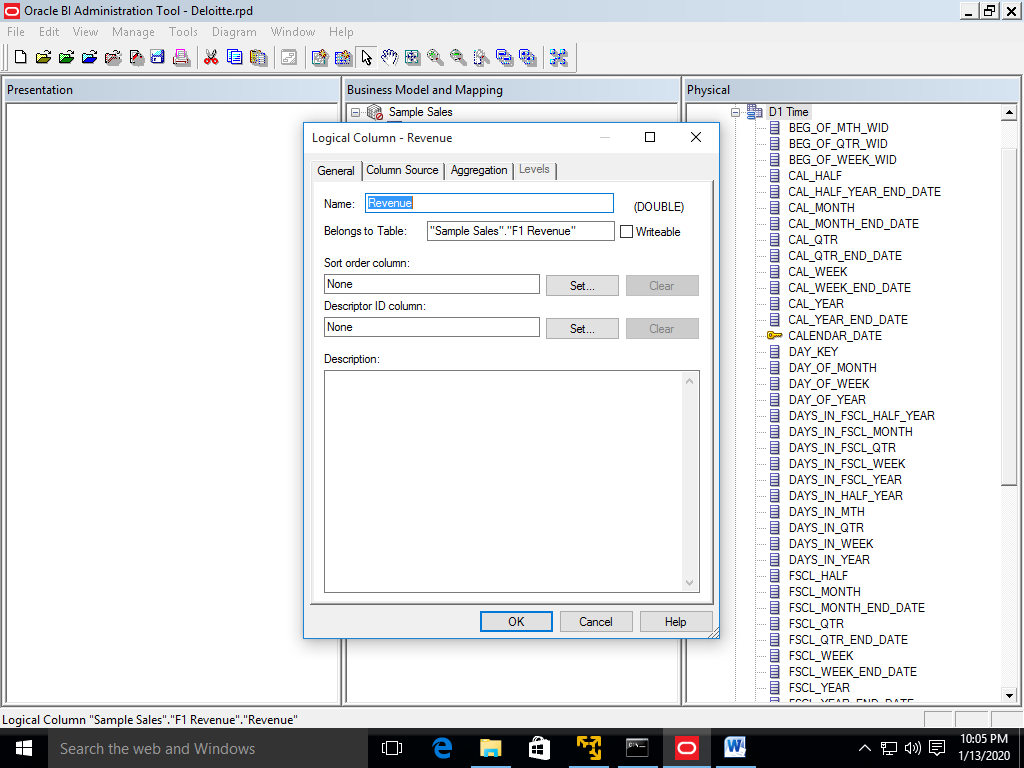 Oracle BI Administration Tool - Deloitte.rpd
File Edit View Manage Tools Diagram Window Help
Presentation
Business Model and Mapping
Physical
Sample Sales
Logical Column - Revenue
General Column Source Aggregation Levels
Name: Revenue (DOUBLE)
Belongs to Table: "Sample Sales"."F1 Revenue" Writeable
Sort order column:
None Set... Clear
Descriptor ID column:
None Set... Clear
Description:
OK Cancel Help
D1 Time
BEG_OF_MTH_WID
BEG_OF_QTR_WID
BEG_OF_WEEK_WID
CAL_HALF
CAL_HALF_YEAR_END_DATE
CAL_MONTH
CAL_MONTH_END_DATE
CAL_QTR
CAL_QTR_END_DATE
CAL_WEEK
CAL_WEEK_END_DATE
CAL_YEAR
CAL_YEAR_END_DATE
CALENDAR_DATE
DAY_KEY
DAY_OF_MONTH
DAY_OF_WEEK
DAY_OF_YEAR
DAYS_IN_FSCL_HALF_YEAR
DAYS_IN_FSCL_MONTH
DAYS_IN_FSCL_QTR
DAYS_IN_FSCL_WEEK
DAYS_IN_FSCL_YEAR
DAYS_IN_HALF_YEAR
DAYS_IN_MTH
DAYS_IN_QTR
DAYS_IN_WEEK
DAYS_IN_YEAR
FSCL_HALF
FSCL_MONTH
FSCL_MONTH_END_DATE
FSCL_QTR
FSCL_QTR_END_DATE
FSCL_WEEK
FSCL_WEEK_END_DATE
FSCL_YEAR
FSCL_YEAR_END_DATE
Logical Column "Sample Sales"."F1 Revenue"."Revenue"
Search the web and Windows
10:05 PM
1/13/2020